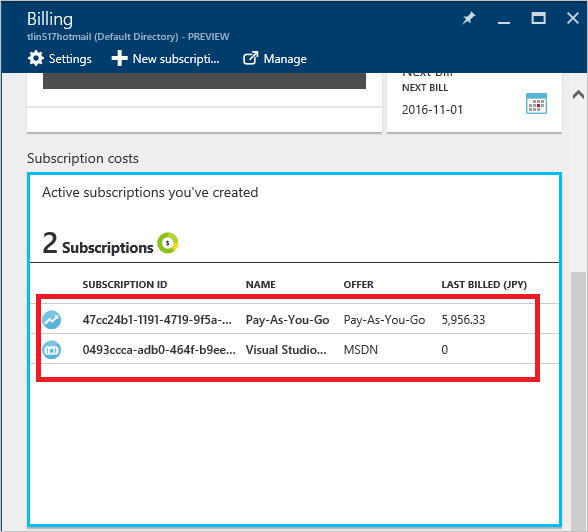 Billing
tlin517hotmail (Default Directory) - PREVIEW
Settings New subscripti... Manage
Next Bill
NEXT BILL
2016-11-01
Subscription costs
Active subscriptions you've created
2 Subscriptions
SUBSCRIPTION ID NAME OFFER LAST BILLED (JPY)
47cc24b1-1191-4719-9f5a-... Pay-As-You-Go Pay-As-You-Go 5,956.33
0493ccca-adb0-464f-b9ee... Visual Studio... MSDN 0